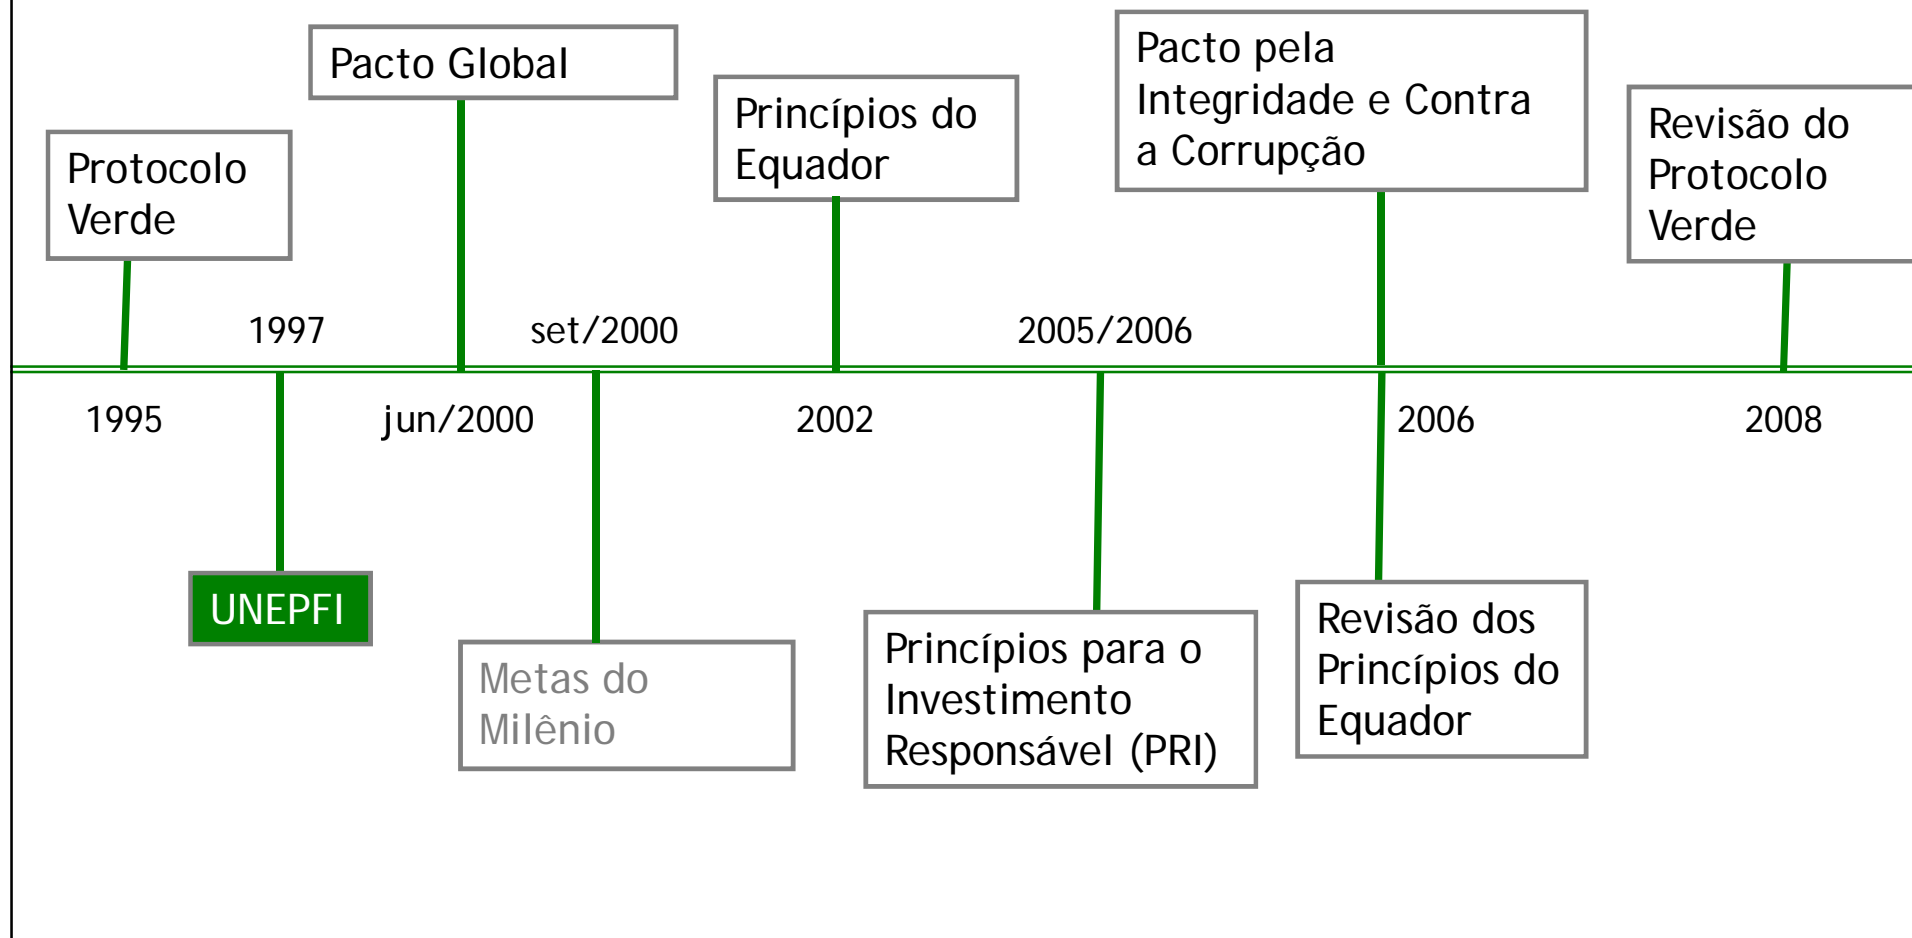 Pacto Global
Pacto pela
Integridade e Contra
a Corrupção
Princípios do
Equador
Revisão do
Protocolo
Verde
Protocolo
Verde
1997
set/2000
2005/2006
1995
jun/2000
2002
2006
2008
UNEPFI
Metas do
Milênio
Princípios para o
Investimento
Responsável (PRI)
Revisão dos
Princípios do
Equador